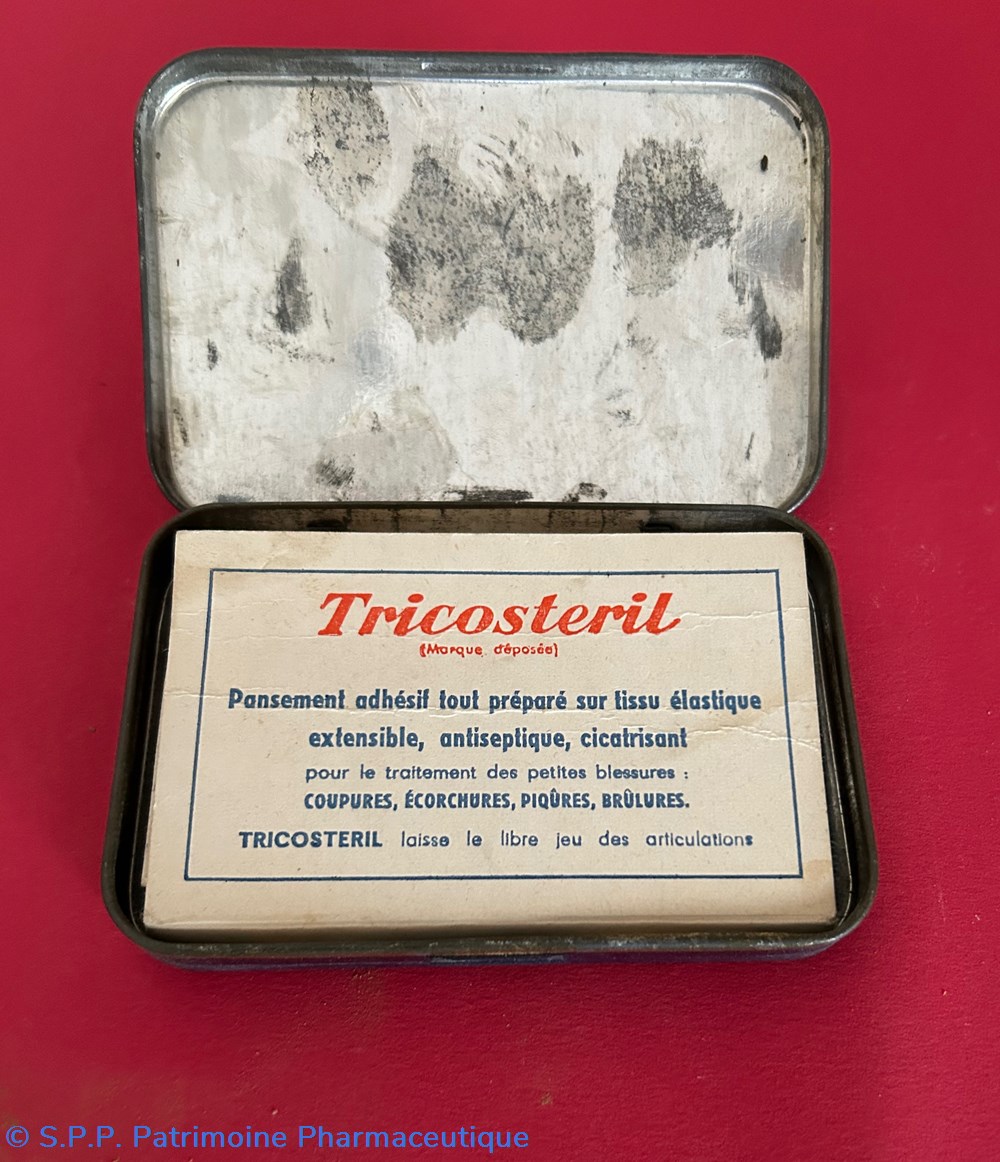 Tricosteril
(Marque déposée)
Pansement adhésif tout préparé sur tissu élastique
extensible, antiseptique, cicatrisant
pour le traitement des petites blessures :
COUPURES, ÉCORCHURES, PIQÛRES, BRÛLURES.
TRICOSTERIL laisse le libre jeu des articulations
© S.P.P. Patrimoine Pharmaceutique